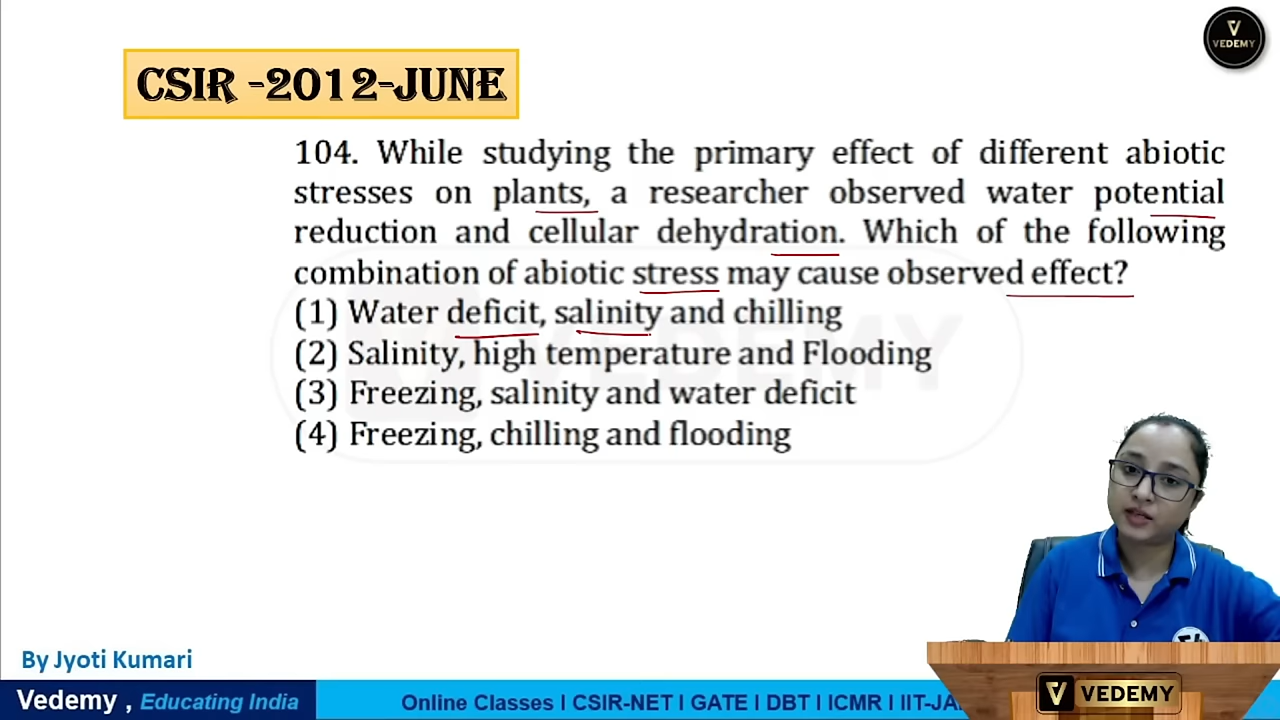 V
VEDEMY
CSIR -2012-JUNE
104. While studying the primary effect of different abiotic
stresses on plants, a researcher observed water potential
reduction and cellular dehydration. Which of the following
combination of abiotic stress may cause observed effect?
(1) Water deficit, salinity and chilling
(2) Salinity, high temperature and Flooding
(3) Freezing, salinity and water deficit
(4) Freezing, chilling and flooding
By Jyoti Kumari
Vedemy , Educating India
Online Classes I CSIR-NET I GATE I DBT I ICMR I IIT-JA
V VEDEMY